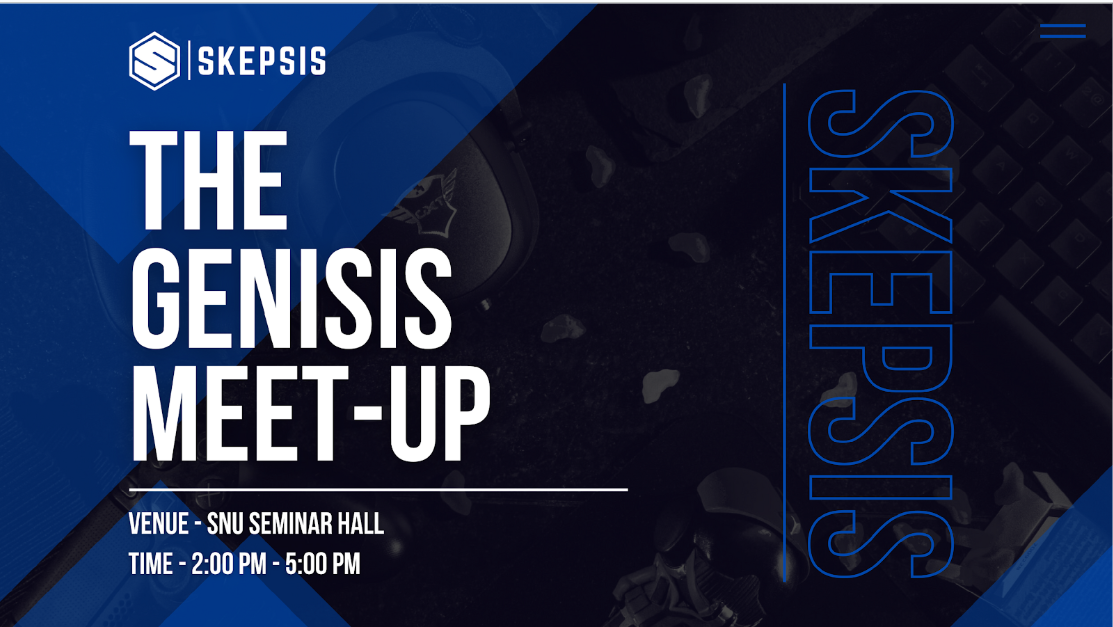 SKEPSIS
THE
GENISIS
MEET-UP
VENUE - SNU SEMINAR HALL
TIME - 2:00 PM - 5:00 PM
SKEPSIS